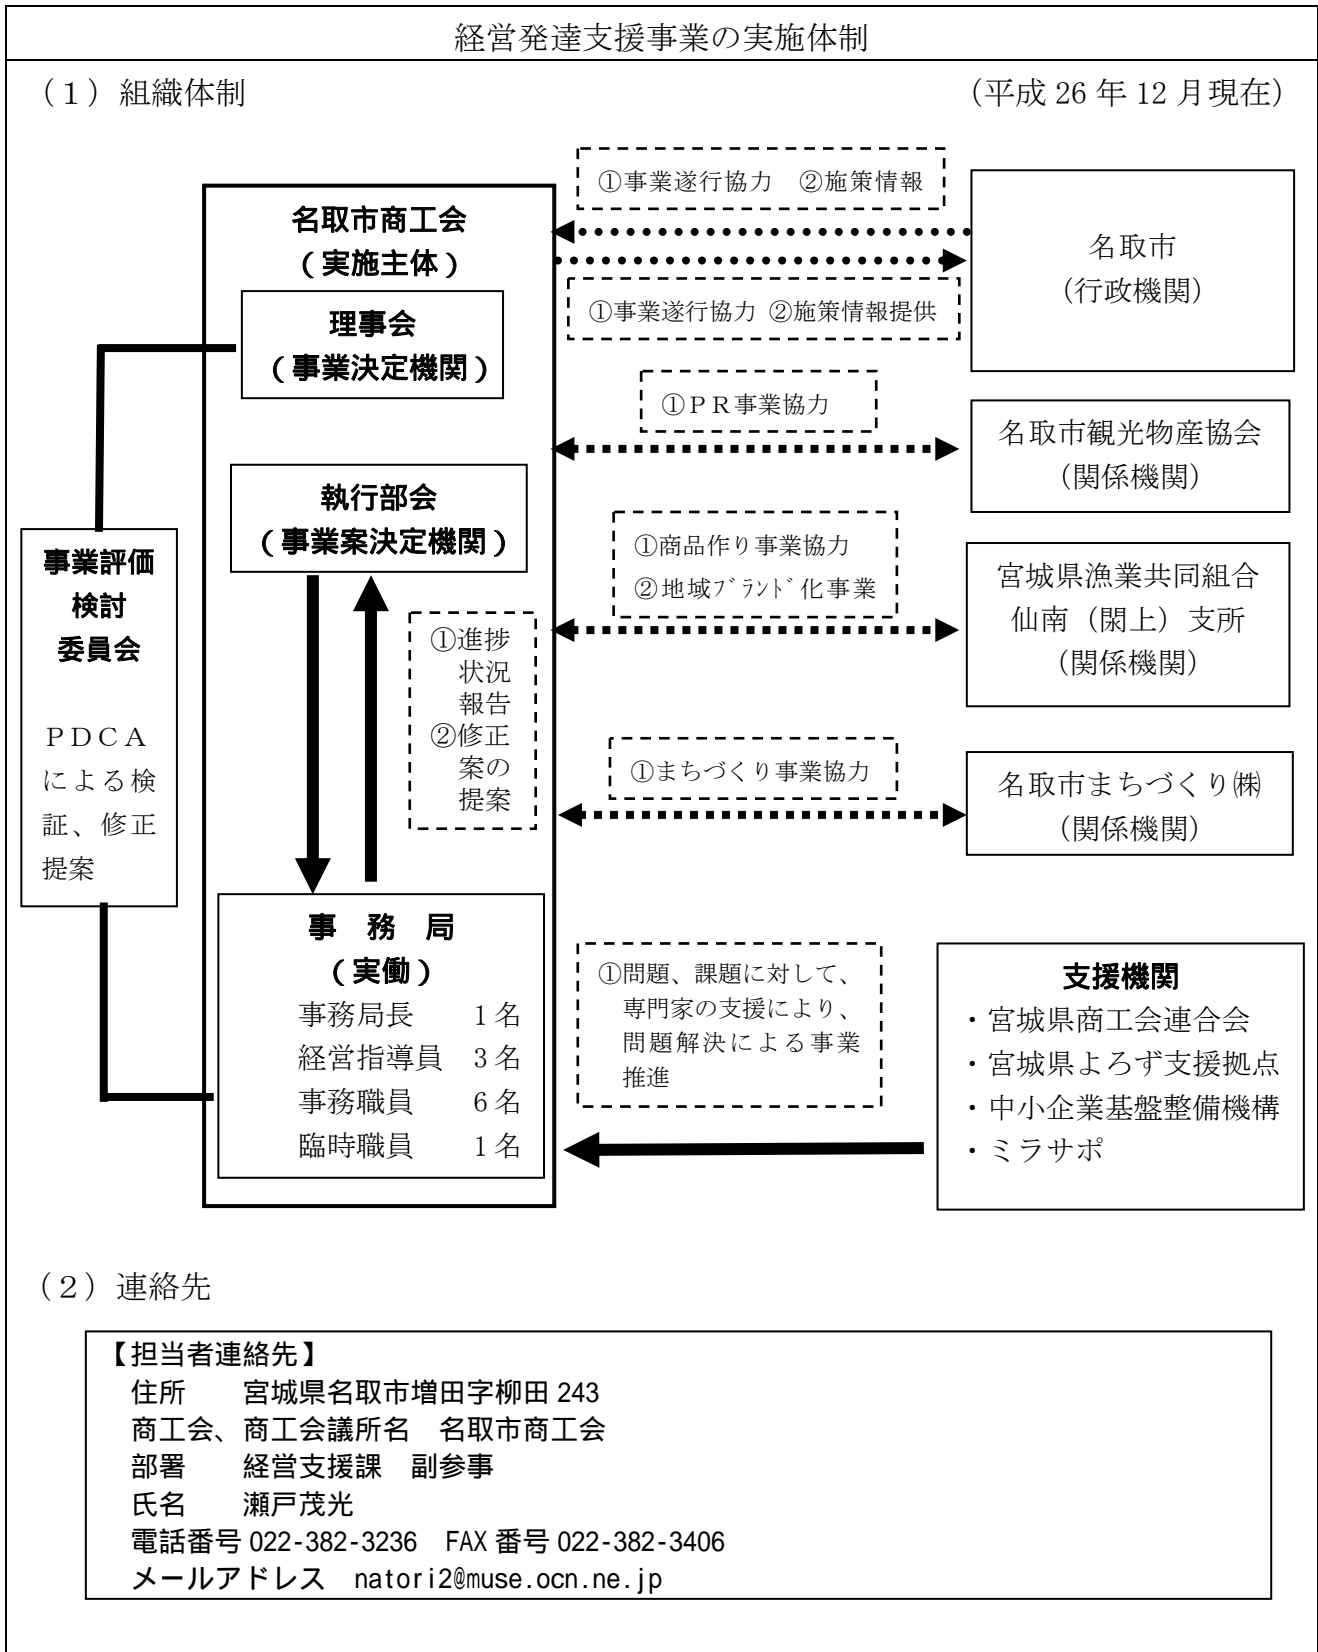 経営発達支援事業の実施体制
（１）組織体制
（平成 26 年 12 月現在）
名取市商工会
（実施主体）
理事会
（事業決定機関）
執行部会
（事業案決定機関）
①進捗
状況
報告
②修正
案の
提案
事業評価
検討
委員会
ＰＤＣＡ
による検
証、修正
提案
事　務　局
（実働）
事務局長　　1 名
経営指導員　3 名
事務職員　　6 名
臨時職員　　1 名
①事業遂行協力　②施策情報
①事業遂行協力 ②施策情報提供
名取市
（行政機関）
①ＰＲ事業協力
名取市観光物産協会
（関係機関）
①商品作り事業協力
②地域ﾌﾞﾗﾝﾄﾞ化事業
宮城県漁業共同組合
仙南（閖上）支所
（関係機関）
①まちづくり事業協力
名取市まちづくり㈱
（関係機関）
①問題、課題に対して、
専門家の支援により、
問題解決による事業
推進
支援機関
・宮城県商工会連合会
・宮城県よろず支援拠点
・中小企業基盤整備機構
・ミラサポ
（２）連絡先
【担当者連絡先】
住所　　宮城県名取市増田字柳田 243
商工会、商工会議所名　名取市商工会
部署　　経営支援課　副参事
氏名　　瀬戸茂光
電話番号 022-382-3236　FAX 番号 022-382-3406
メールアドレス　natori2@muse.ocn.ne.jp